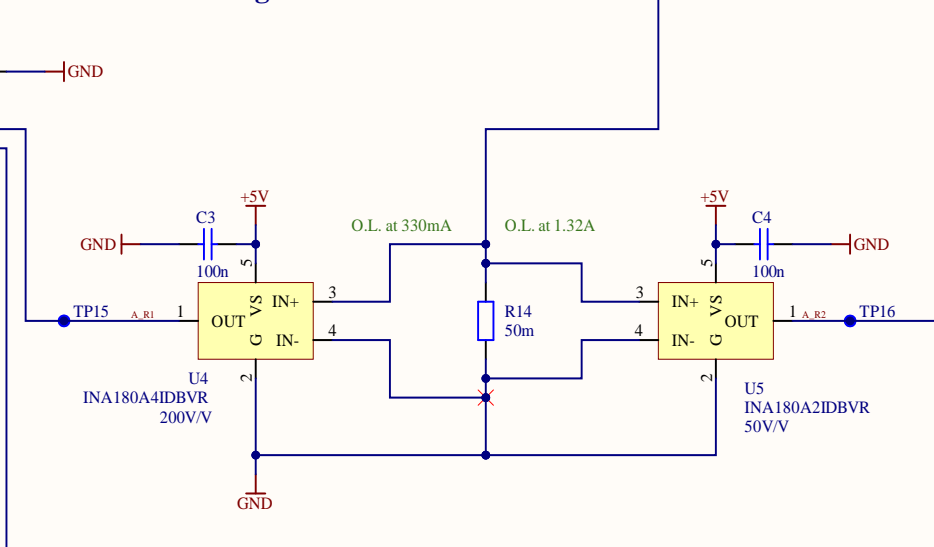 GND
+5V
+5V
C3
C4
O.L. at 330mA
O.L. at 1.32A
GND
GND
100n
100n
5
5
3
3
IN+
VS
IN+
VS
TP15
A_R1
1
OUT
R14
50m
OUT
1
A_R2
TP16
4
4
IN-
G
IN-
G
2
2
U4
INA180A4IDBVR
200V/V
U5
INA180A2IDBVR
50V/V
GND